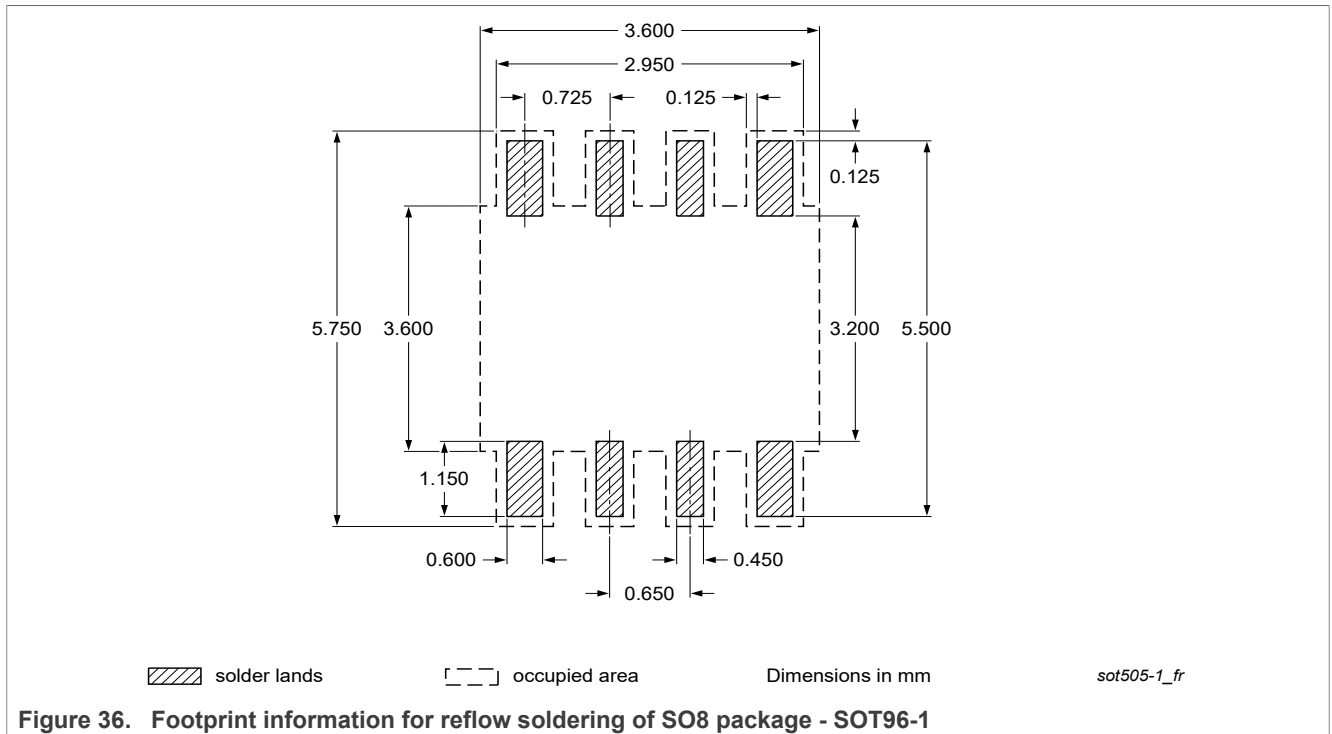 3.600
2.950
0.725 0.125
0.125
5.750 3.600 3.200 5.500
1.150
0.600 0.450
0.650
solder lands occupied area Dimensions in mm sot505-1_fr
Figure 36. Footprint information for reflow soldering of SO8 package - SOT96-1